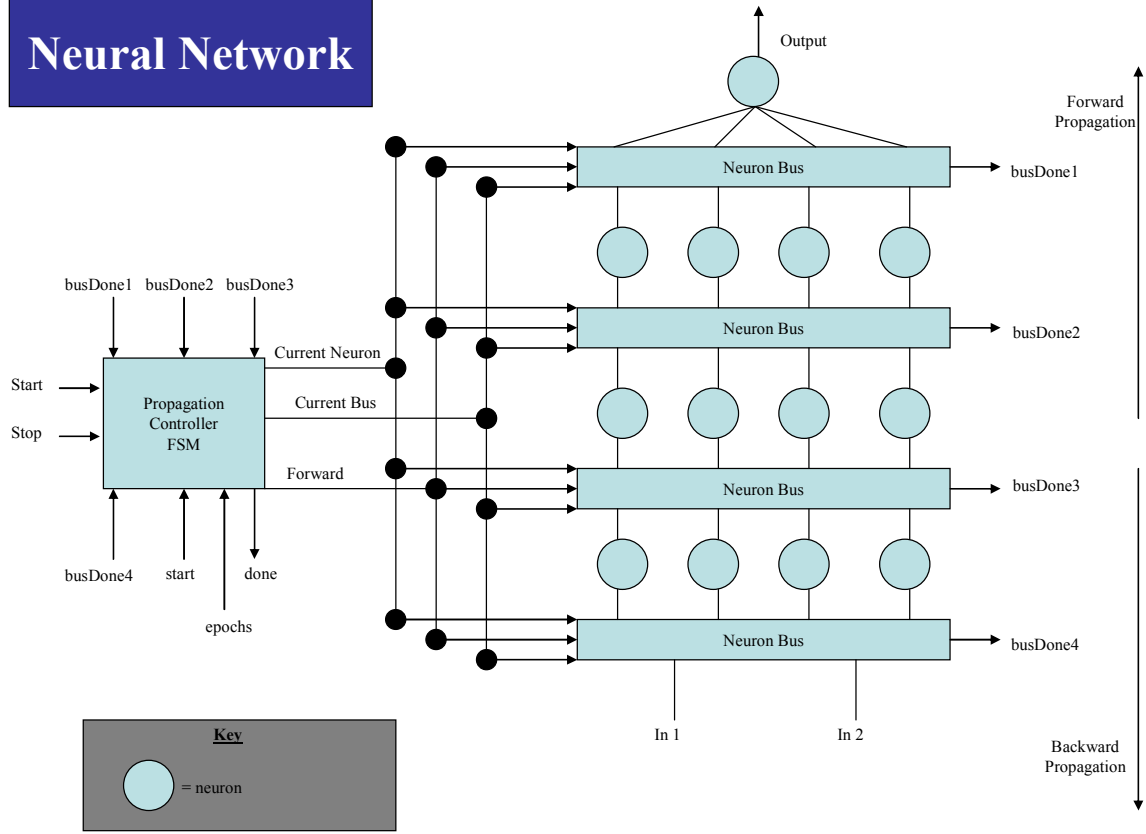 Neural Network
Output
Forward
Propagation
Neuron Bus
busDone1
busDone1
busDone2
busDone3
Neuron Bus
busDone2
Current Neuron
Start
Propagation
Controller
FSM
Current Bus
Stop
Forward
Neuron Bus
busDone3
busDone4
start
done
epochs
Neuron Bus
busDone4
In 1
In 2
Key
= neuron
Backward
Propagation